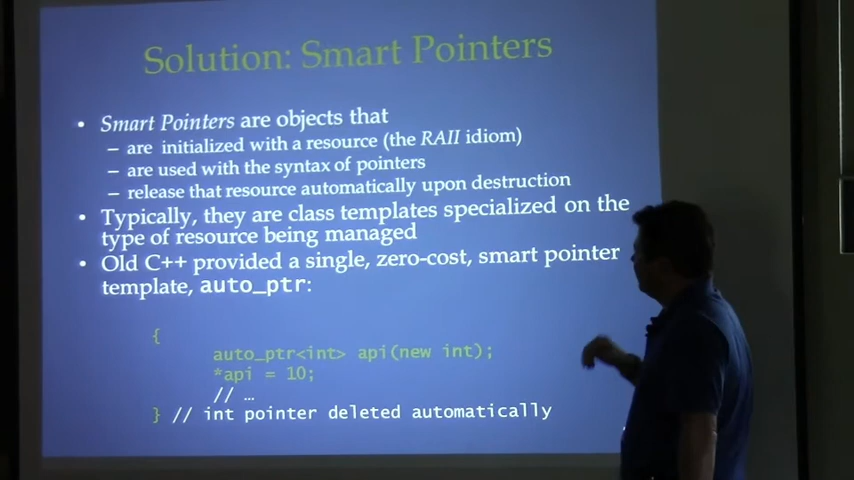 Solution: Smart Pointers
• Smart Pointers are objects that
– are initialized with a resource (the RAII idiom)
– are used with the syntax of pointers
– release that resource automatically upon destruction
• Typically, they are class templates specialized on the
type of resource being managed
• Old C++ provided a single, zero-cost, smart pointer
template, auto_ptr:
{
auto_ptr<int> api(new int);
*api = 10;
// …
} // int pointer deleted automatically